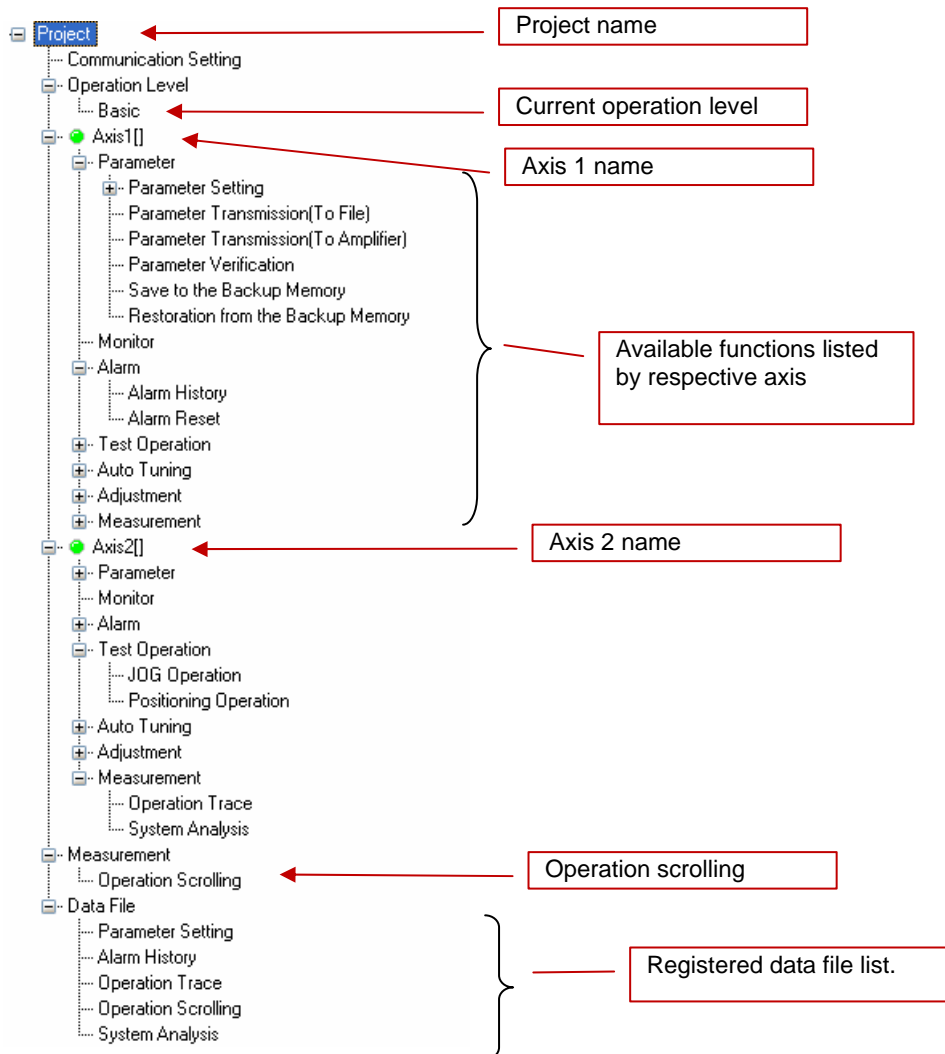 Project
Project name
Communication Setting
Operation Level
Basic
Current operation level
Axis1[]
Axis 1 name
Parameter
Parameter Setting
Parameter Transmission(To File)
Parameter Transmission(To Amplifier)
Parameter Verification
Save to the Backup Memory
Restoration from the Backup Memory
Monitor
Available functions listed
by respective axis
Alarm
Alarm History
Alarm Reset
Test Operation
Auto Tuning
Adjustment
Measurement
Axis2[]
Axis 2 name
Parameter
Monitor
Alarm
Test Operation
JOG Operation
Positioning Operation
Auto Tuning
Adjustment
Measurement
Operation Trace
System Analysis
Measurement
Operation Scrolling
Operation scrolling
Data File
Parameter Setting
Alarm History
Operation Trace
Operation Scrolling
System Analysis
Registered data file list.